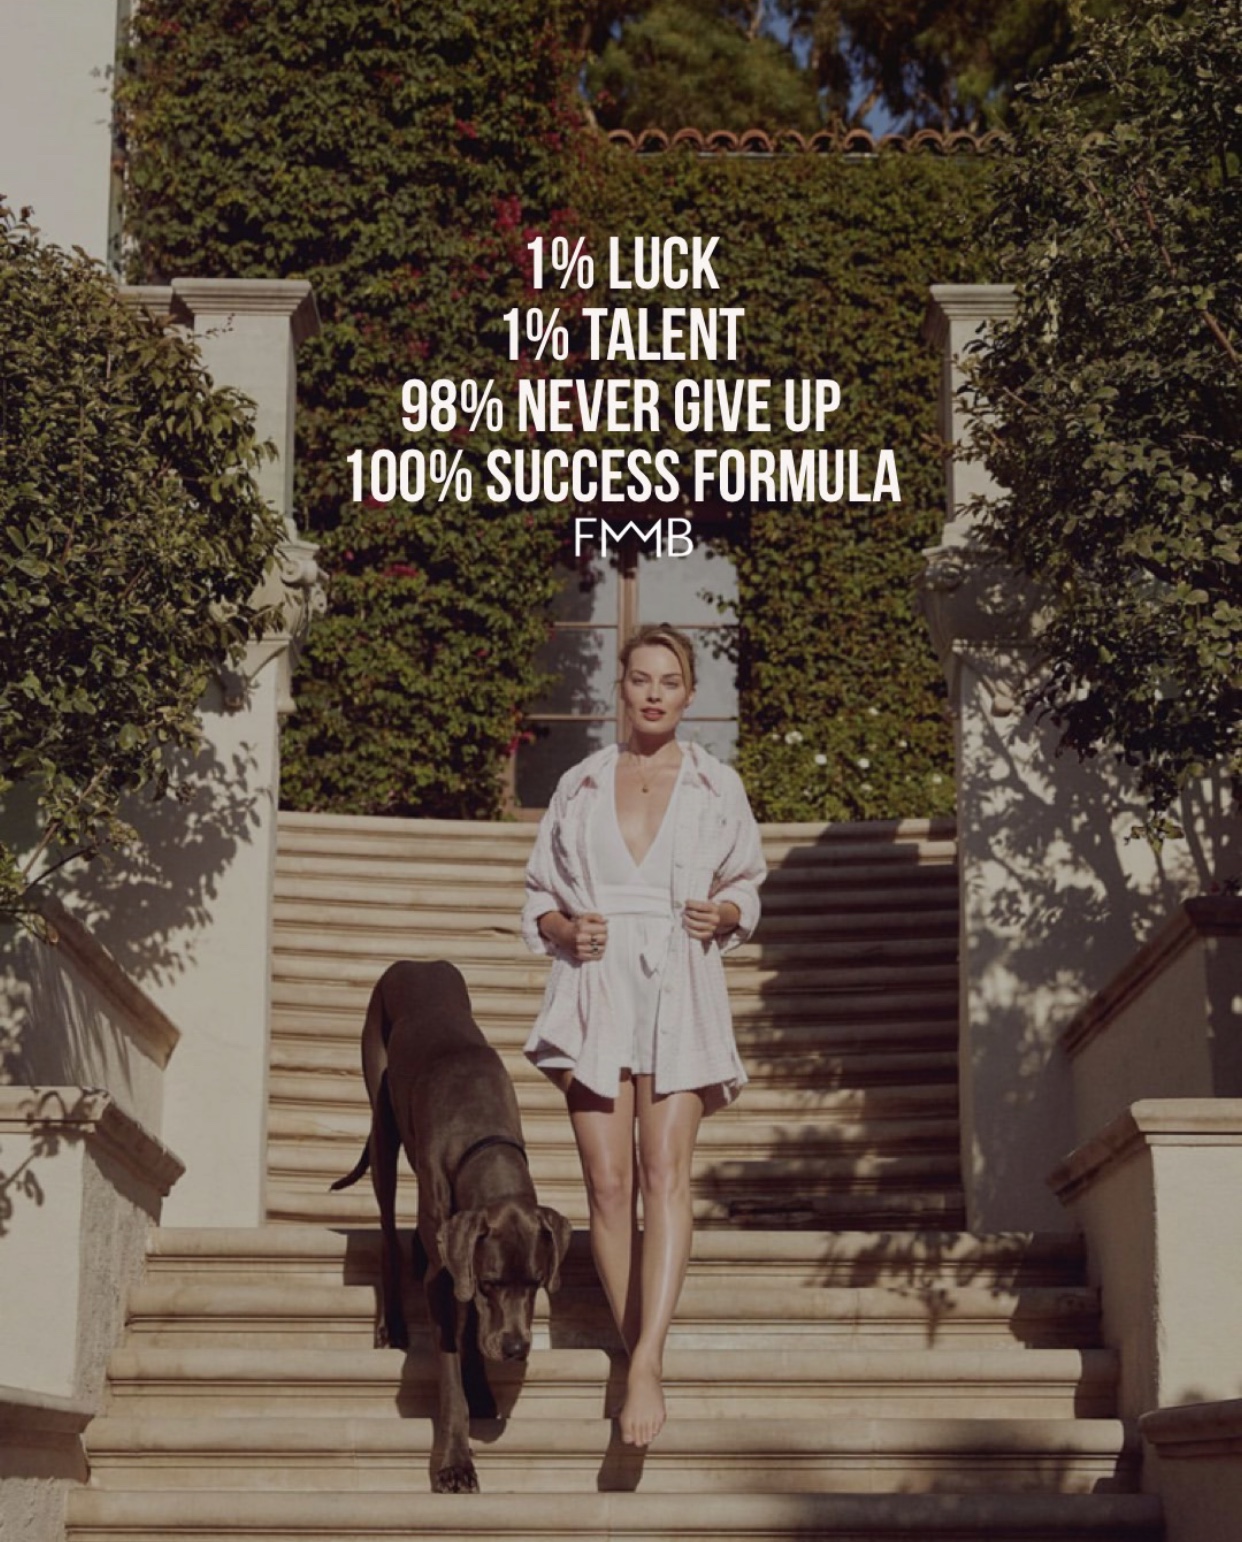 1% LUCK
1% TALENT
98% NEVER GIVE UP
100% SUCCESS FORMULA
FMMB